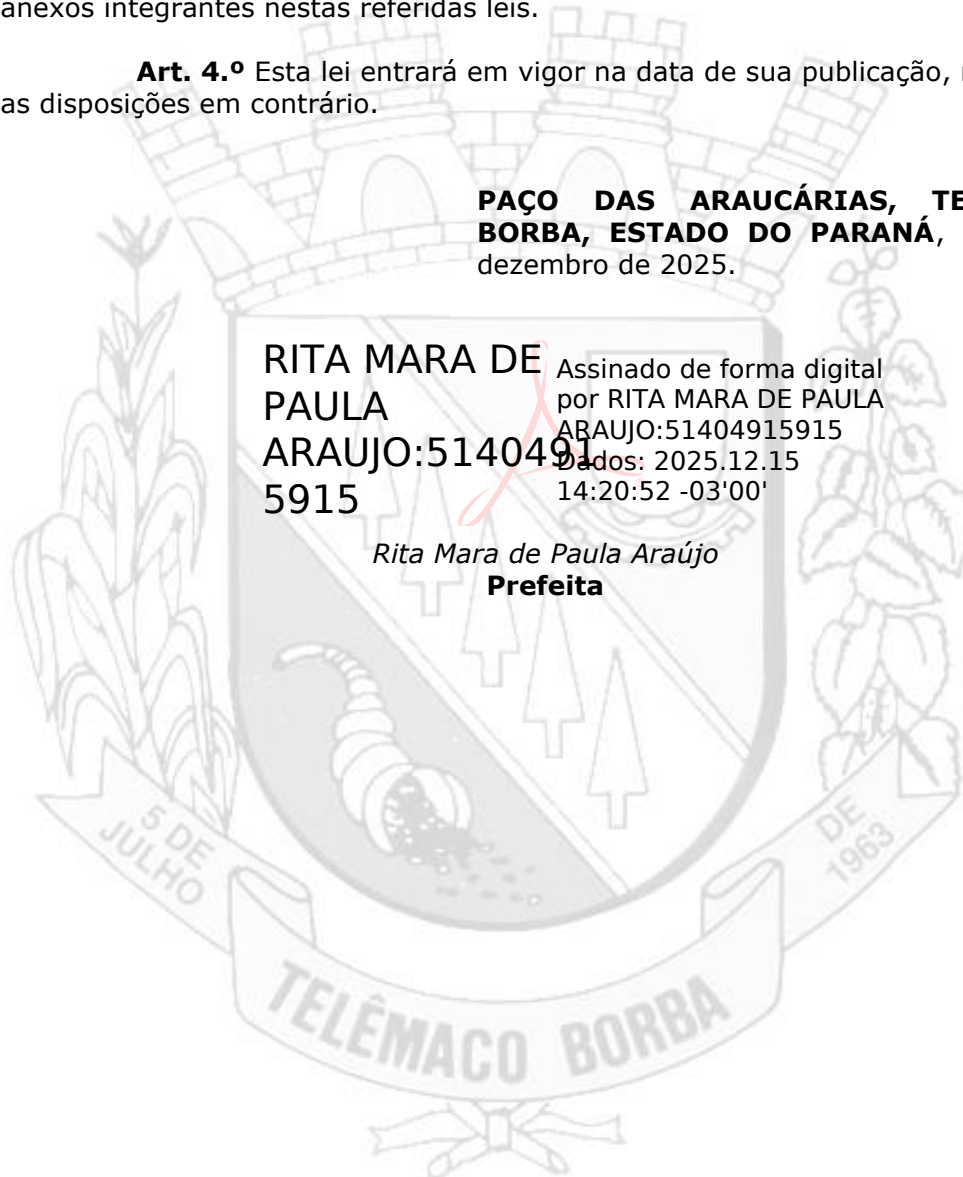 anexos integrantes nestas referidas leis.
Art. 4.º Esta lei entrará em vigor na data de sua publicação,
as disposições em contrário.
PAÇO DAS ARAUCÁRIAS, TE
BORBA, ESTADO DO PARANÁ,
dezembro de 2025.
RITA MARA DE
PAULA
ARAUJO:5140491
5915
Assinado de forma digital
por RITA MARA DE PAULA
ARAUJO:51404915915
Dados: 2025.12.15
14:20:52 -03'00'
Rita Mara de Paula Araújo
Prefeita
5 DE
JULHO
DE
1963
TELÊMACO BORBA